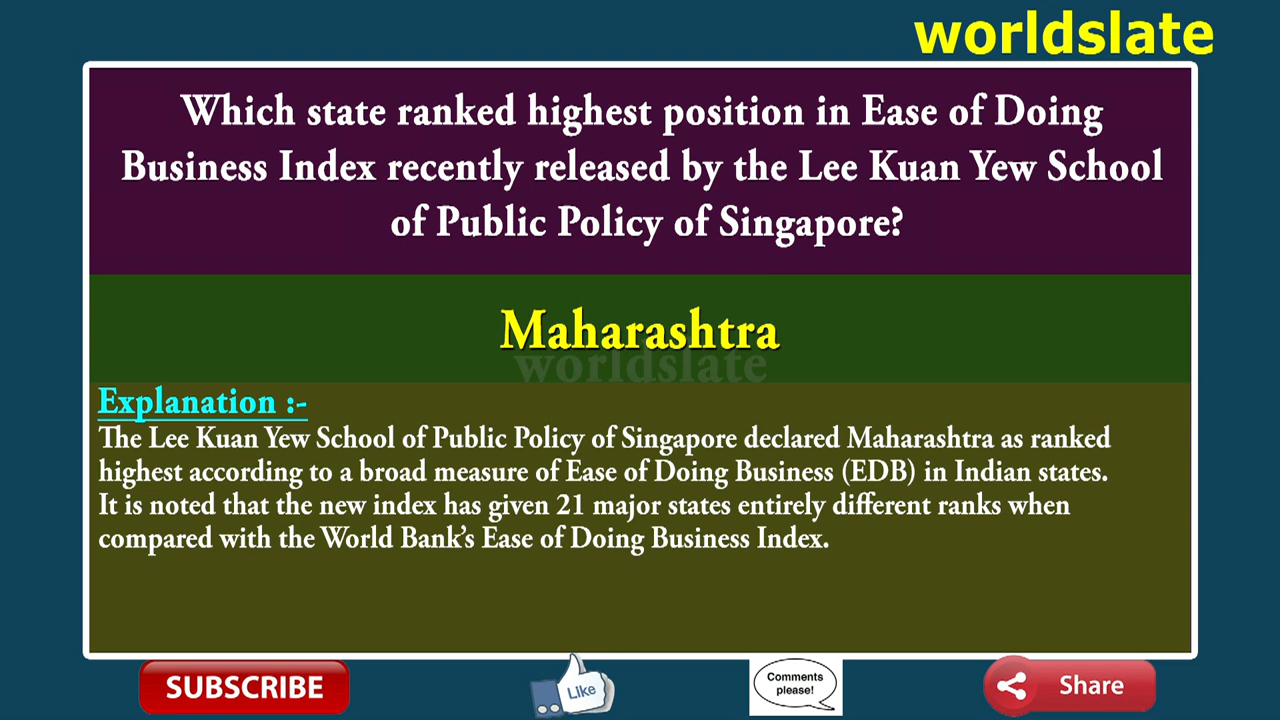 worldslate
Which state ranked highest position in Ease of Doing
Business Index recently released by the Lee Kuan Yew School
of Public Policy of Singapore?
Maharashtra
worldslate
Explanation :-
The Lee Kuan Yew School of Public Policy of Singapore declared Maharashtra as ranked
highest according to a broad measure of Ease of Doing Business (EDB) in Indian states.
It is noted that the new index has given 21 major states entirely different ranks when
compared with the World Bank’s Ease of Doing Business Index.
SUBSCRIBE
Like
Comments
please!
Share